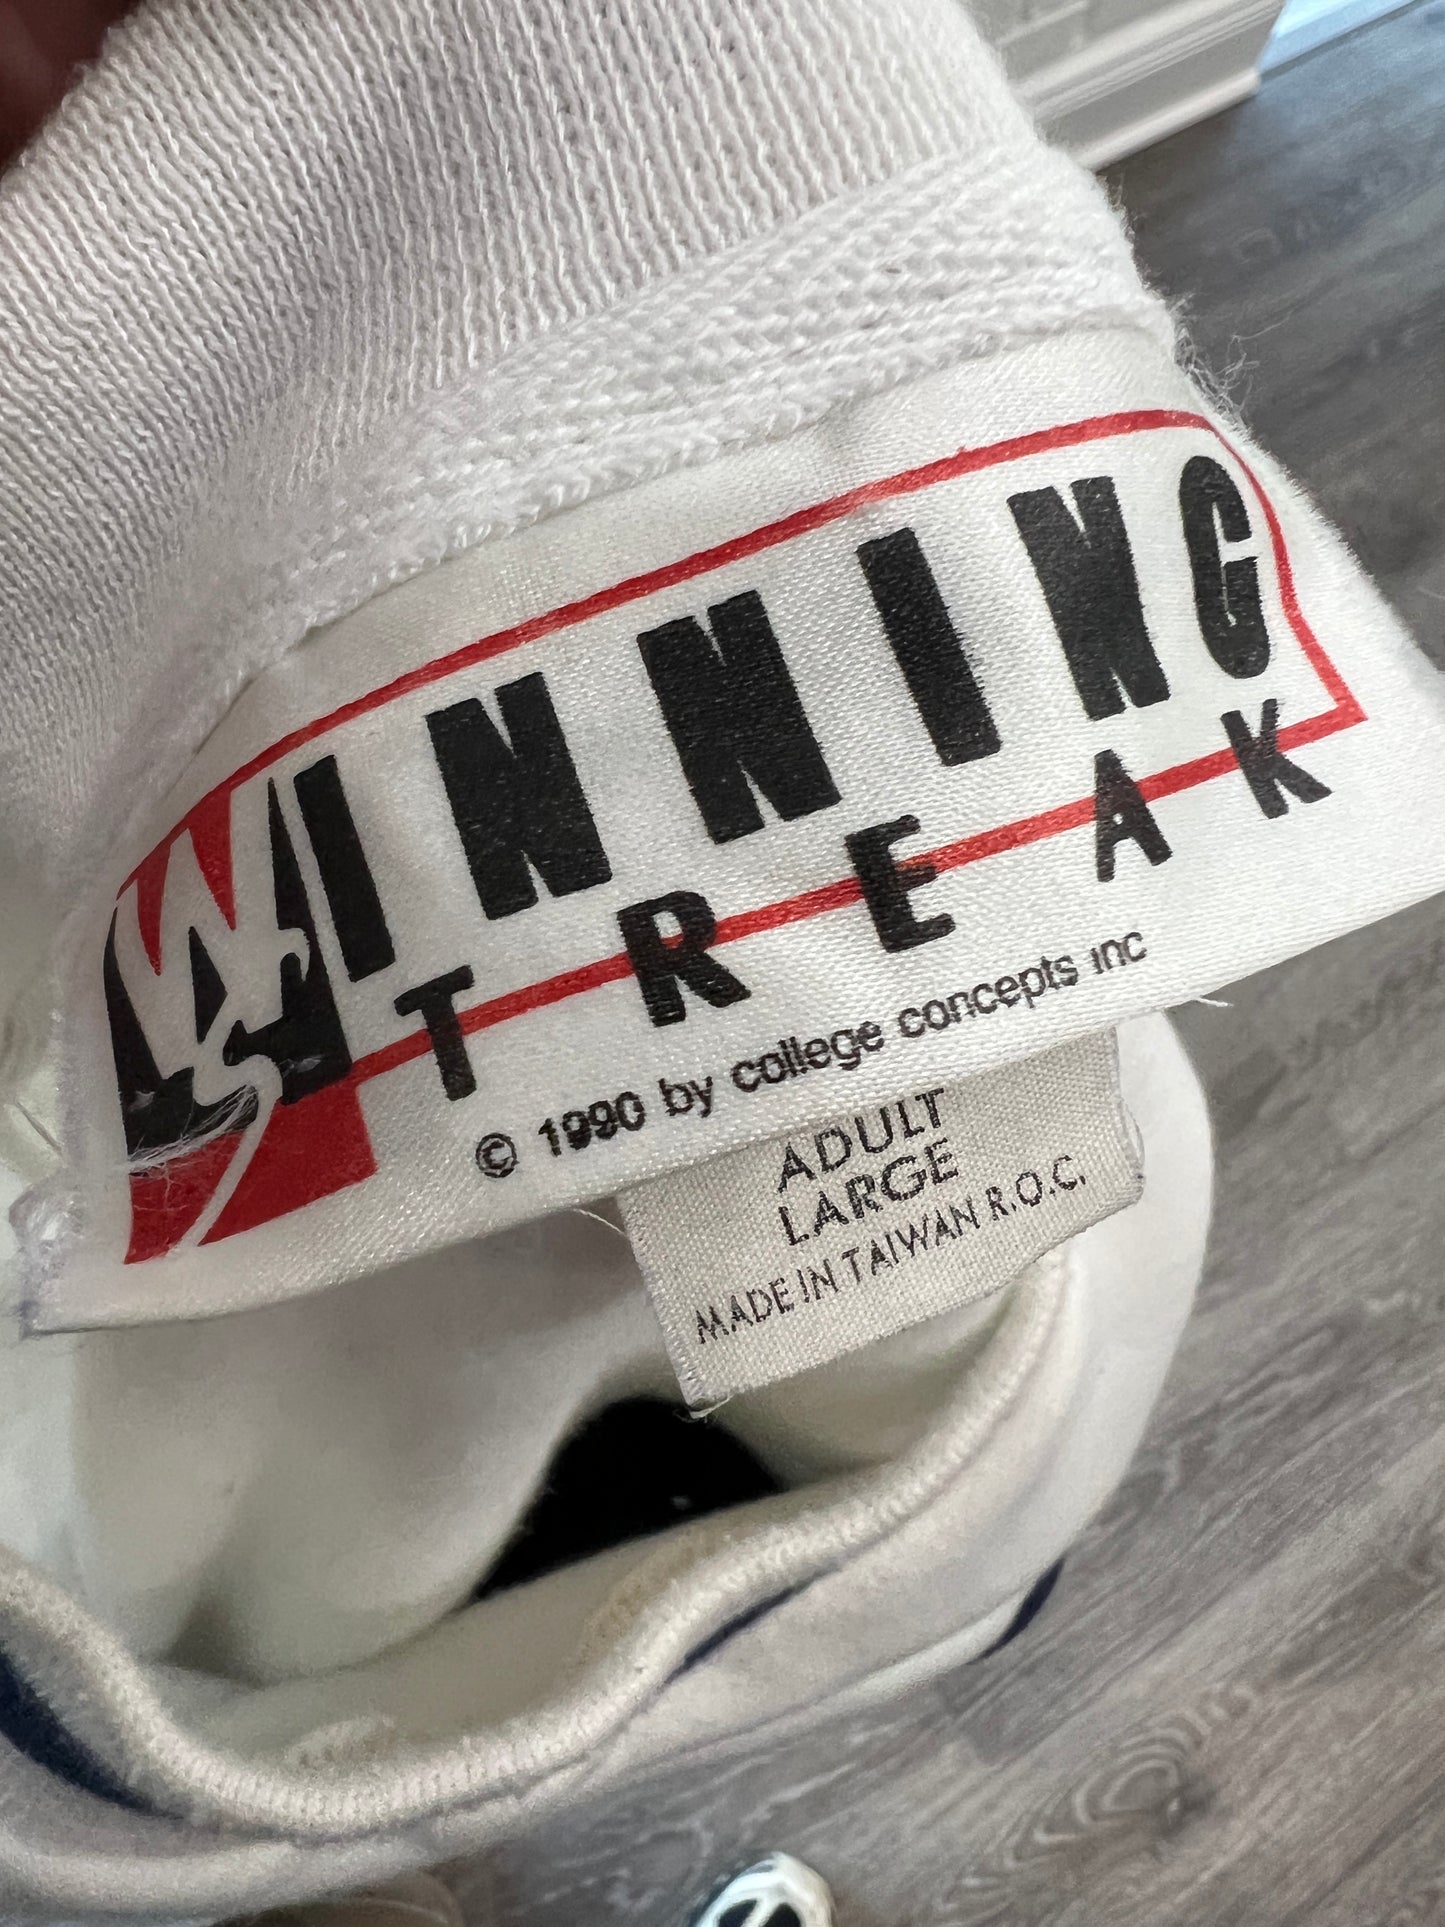 WINNING
STREAK
© 1990 by college concepts inc
ADULT
LARGE
MADE IN TAIWAN R.O.C.